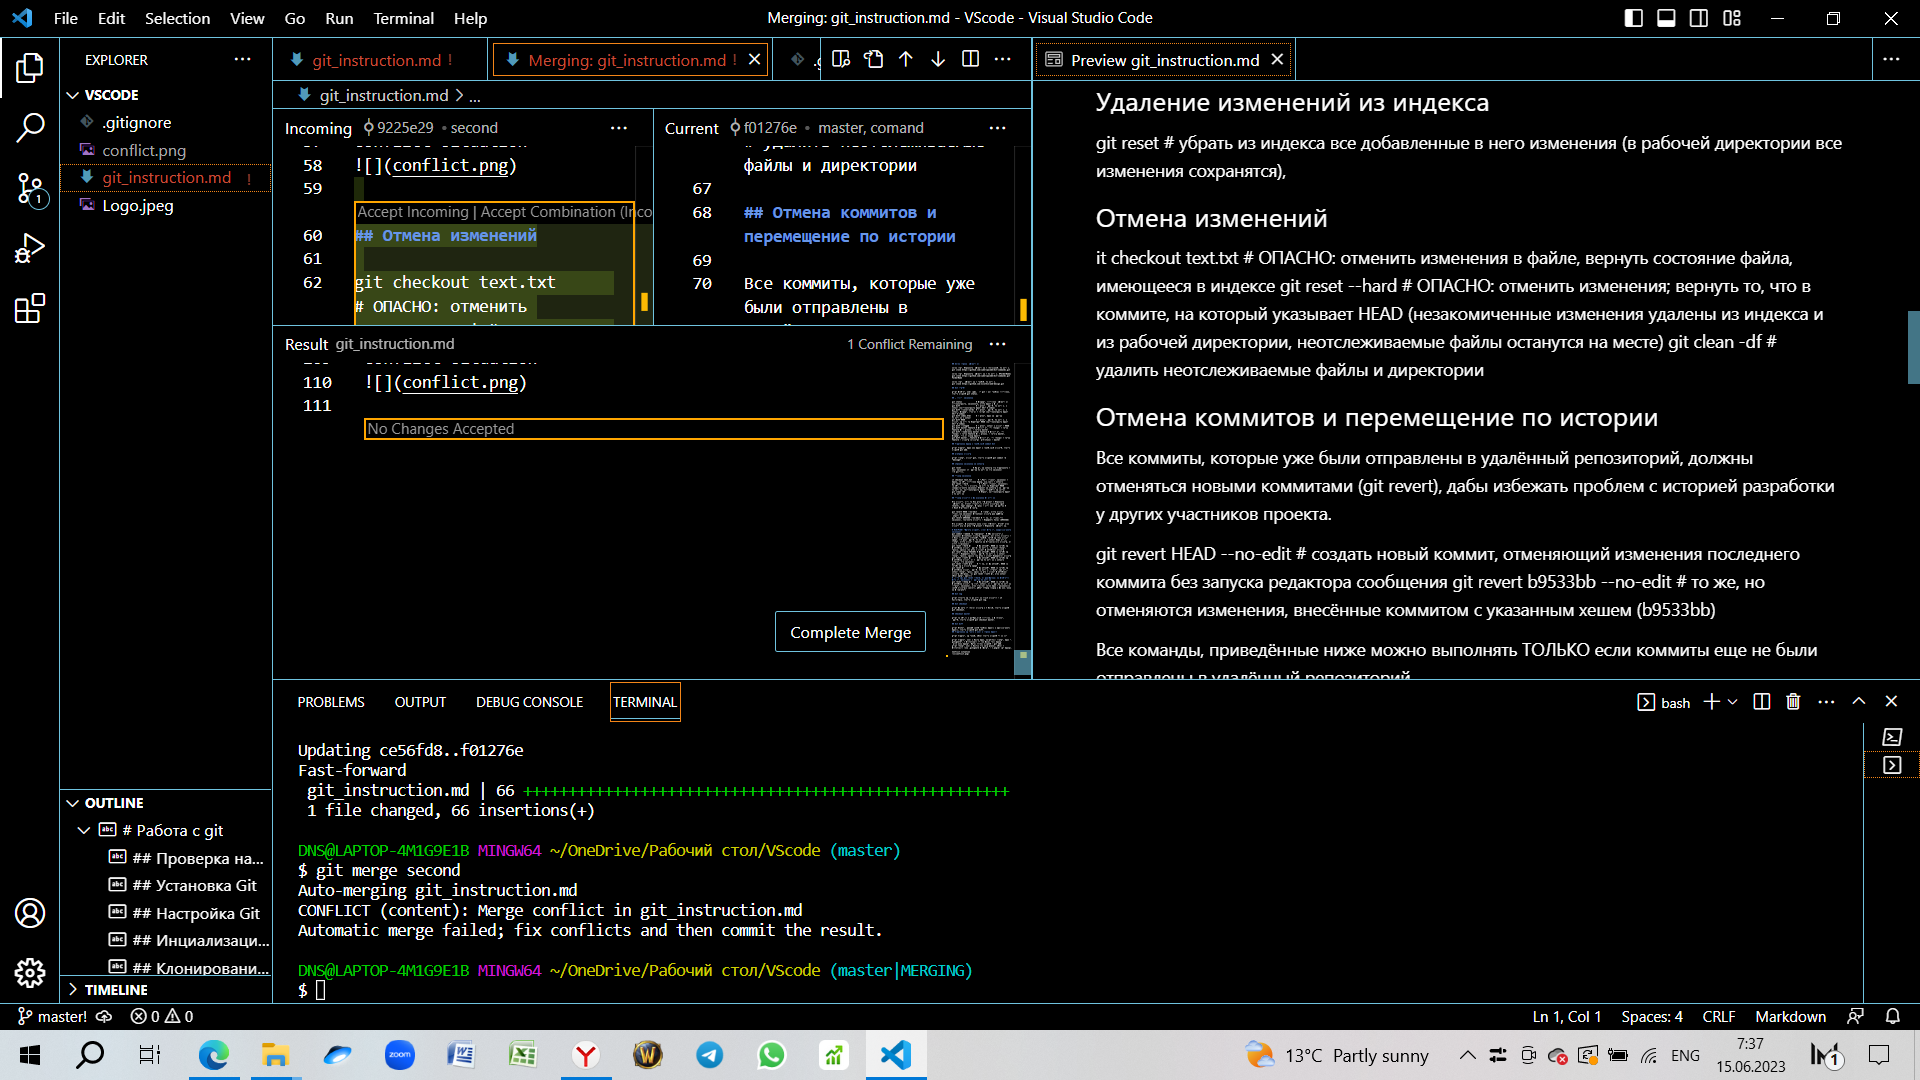 File Edit Selection View Go Run Terminal Help
Merging: git_instruction.md - VScode - Visual Studio Code
EXPLORER
VSCODE
.gitignore
conflict.png
git_instruction.md !
Logo.jpeg
OUTLINE
# Работа с git
## Проверка на...
## Установка Git
## Настройка Git
## Инциализаци...
## Клонировани...
TIMELINE
git_instruction.md !
Merging: git_instruction.md !
git_instruction.md > ...
Incoming 9225e29 • second
58 ![](conflict.png)
59
Accept Incoming | Accept Combination (Inco
60 ## Отмена изменений
61
62 git checkout text.txt
# ОПАСНО: отменить
Current f01276e • master, comand
файлы и директории
67
68 ## Отмена коммитов и
перемещение по истории
69
70 Все коммиты, которые уже
были отправлены в
Result git_instruction.md 1 Conflict Remaining
110 ![](conflict.png)
111
No Changes Accepted
Complete Merge
Preview git_instruction.md
Удаление изменений из индекса
git reset # убрать из индекса все добавленные в него изменения (в рабочей директории все
изменения сохранятся),
Отмена изменений
it checkout text.txt # ОПАСНО: отменить изменения в файле, вернуть состояние файла,
имеющееся в индексе git reset --hard # ОПАСНО: отменить изменения; вернуть то, что в
коммите, на который указывает HEAD (незакомиченные изменения удалены из индекса и
из рабочей директории, неотслеживаемые файлы останутся на месте) git clean -df #
удалить неотслеживаемые файлы и директории
Отмена коммитов и перемещение по истории
Все коммиты, которые уже были отправлены в удалённый репозиторий, должны
отменяться новыми коммитами (git revert), дабы избежать проблем с историей разработки
у других участников проекта.
git revert HEAD --no-edit # создать новый коммит, отменяющий изменения последнего
коммита без запуска редактора сообщения git revert b9533bb --no-edit # то же, но
отменяются изменения, внесённые коммитом с указанным хешем (b9533bb)
Все команды, приведённые ниже можно выполнять ТОЛЬКО если коммиты еще не были
отправлены в удалённый репозиторий.
PROBLEMS OUTPUT DEBUG CONSOLE TERMINAL
bash
Updating ce56fd8..f01276e
Fast-forward
git_instruction.md | 66 ++++++++++++++++++++++++++++++++++++++++++++++++++++++
1 file changed, 66 insertions(+)
DNS@LAPTOP-4M1G9E1B MINGW64 ~/OneDrive/Рабочий стол/VScode (master)
$ git merge second
Auto-merging git_instruction.md
CONFLICT (content): Merge conflict in git_instruction.md
Automatic merge failed; fix conflicts and then commit the result.
DNS@LAPTOP-4M1G9E1B MINGW64 ~/OneDrive/Рабочий стол/VScode (master|MERGING)
$
master! 0 0
Ln 1, Col 1 Spaces: 4 CRLF Markdown
zoom
13°C Partly sunny
ENG
7:37
15.06.2023
1